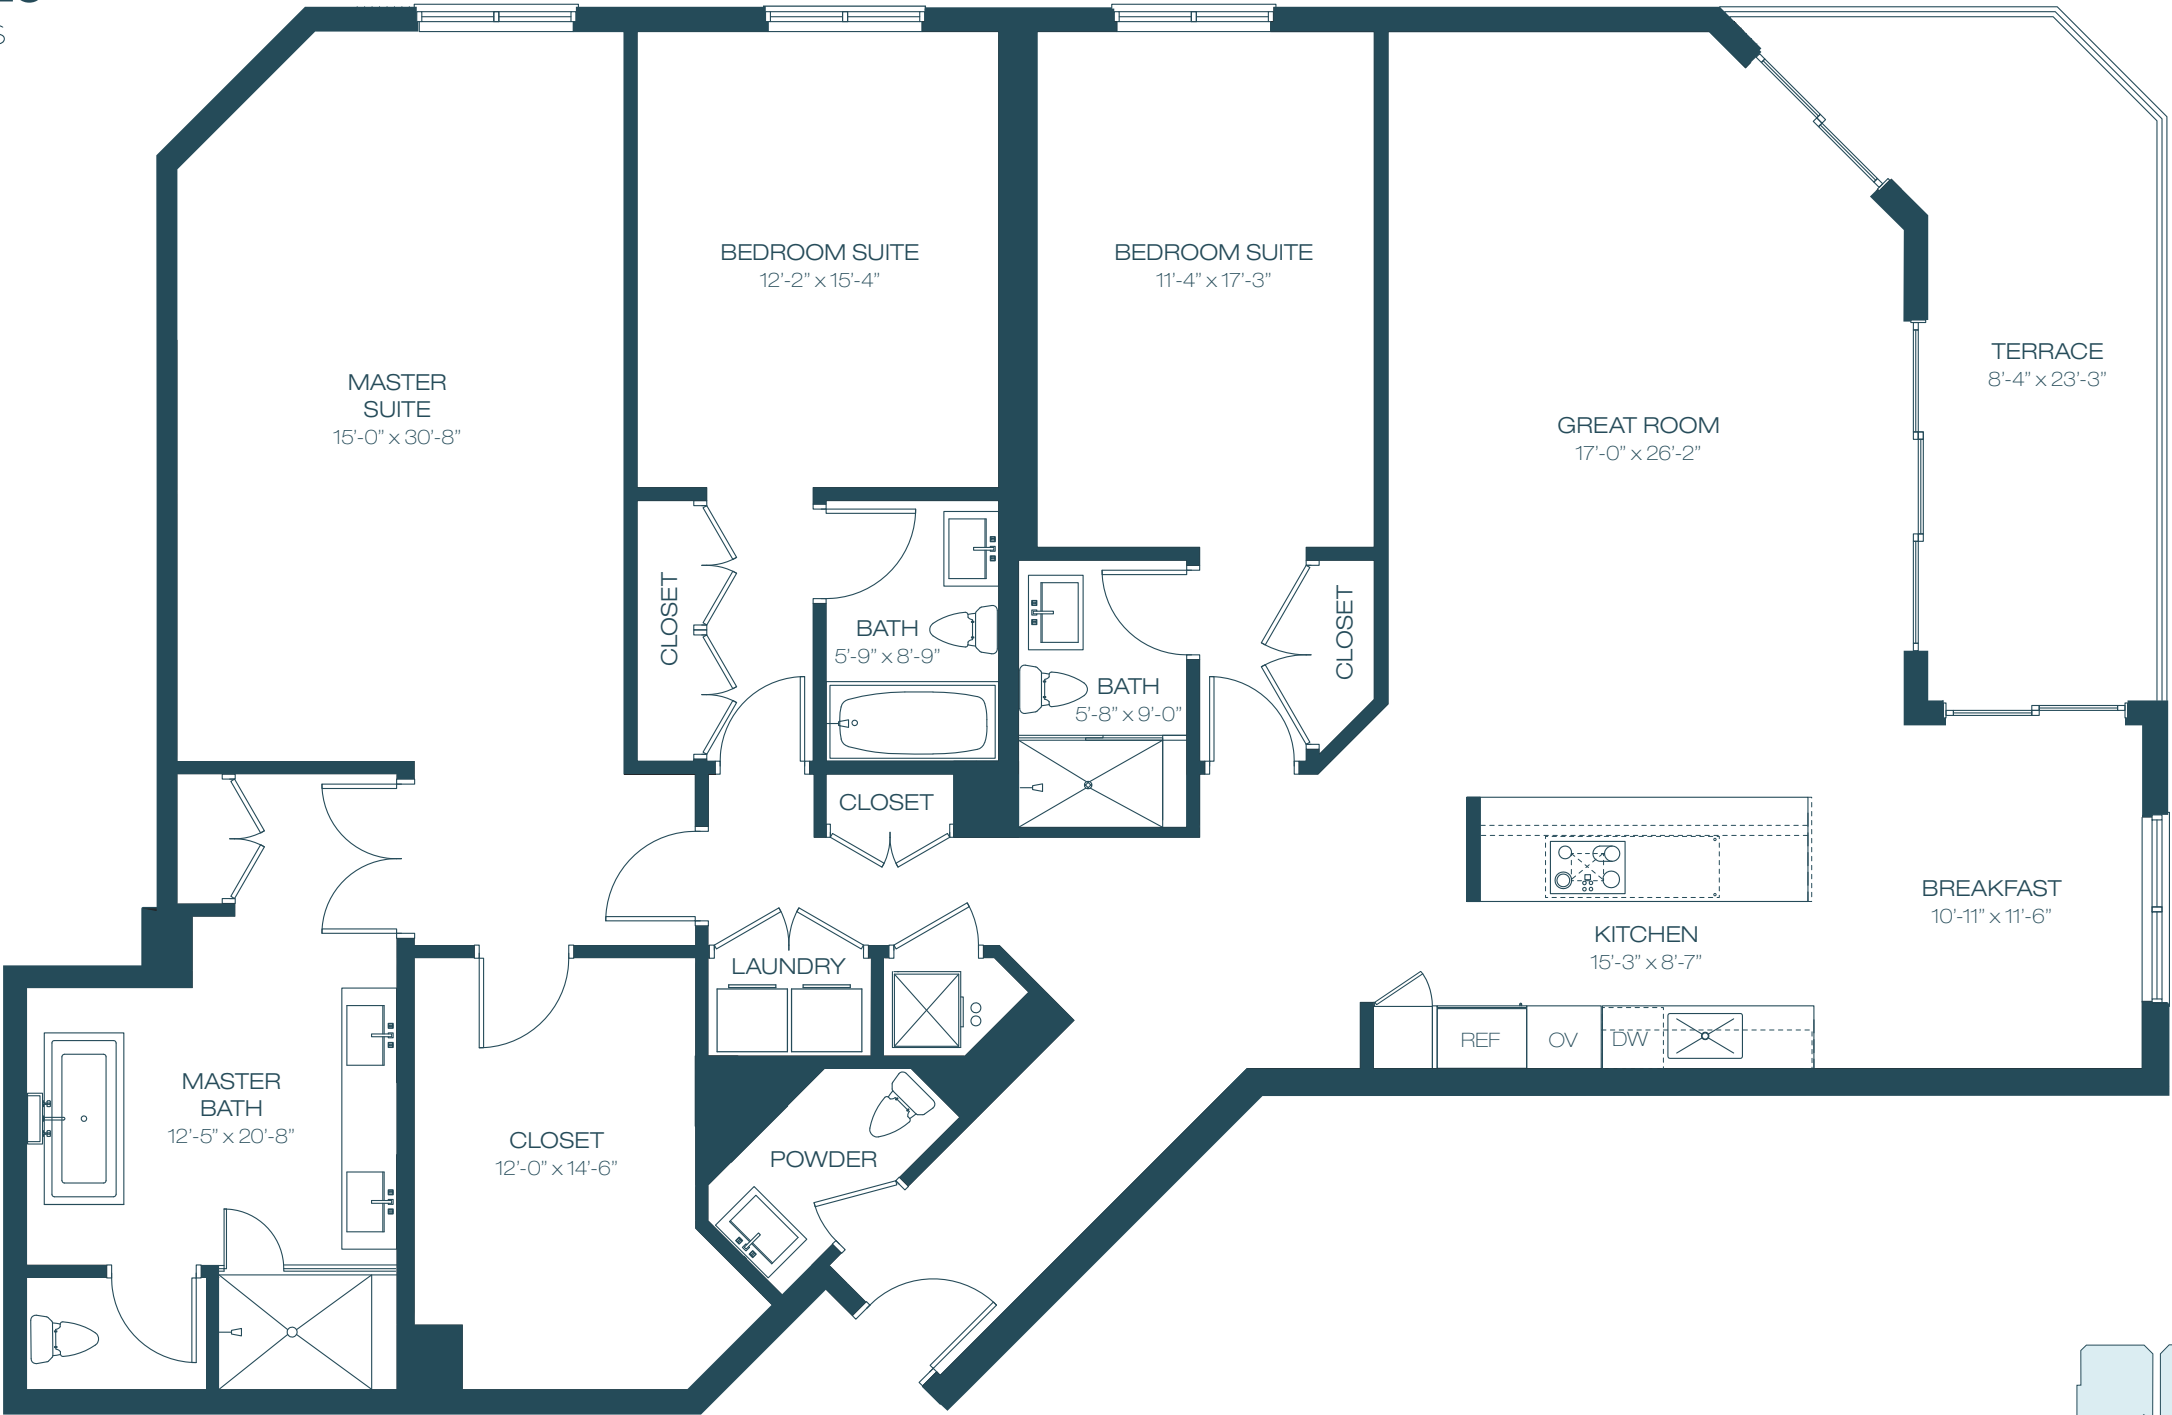 BEDROOM SUITE
12'-2" x 15'-4"
BEDROOM SUITE
11'-4" x 17'-3"
TERRACE
8'-4" x 23'-3"
MASTER
SUITE
15'-0" x 30'-8"
GREAT ROOM
17'-0" x 26'-2"
CLOSET
BATH
5'-9" x 8'-9"
CLOSET
BATH
5'-8" x 9'-0"
CLOSET
BREAKFAST
10'-11" x 11'-6"
KITCHEN
15'-3" x 8'-7"
LAUNDRY
REF
OV
DW
MASTER
BATH
12'-5" x 20'-8"
CLOSET
12'-0" x 14'-6"
POWDER